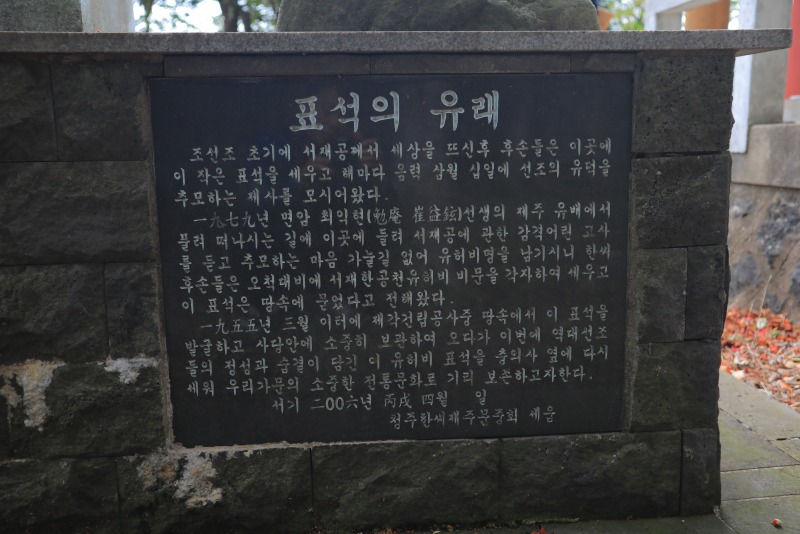 표석의 유래
조선조 초기에 서재공께서 세상을 뜨신후 후손들은 이곳에
이 작은 표석을 세우고 해마다 음력 삼월 십일에 선조의 유덕을
추모하는 제사를 모시어왔다.
一九七九년 면암 최익현(勉庵 崔益鉉)선생의 제주 유배에서
풀려 떠나시는 길에 이곳에 들려 서재공에 관한 감격어린 고사
를 듣고 추모하는 마음 가눌길 없어 유허비명을 남기시니 한씨
후손들은 오척대비에 서재한공천유허비 비문을 각자하여 세우고
이 표석은 땅속에 묻었다고 전해왔다.
一九五五년 三월 이터에 재각건립공사중 땅속에서 이 표석을
발굴하고 사당안에 소중히 보관하여 오다가 이번에 역대선조
들의 정성과 숨결이 담긴 이 유허비 표석을 출의사 옆에 다시
세워 우리가문의 소중한 전통문화로 기리 보존하고자한다.
서기 二○○六년 丙戌 四월 일
청주한씨제주문중회 세움